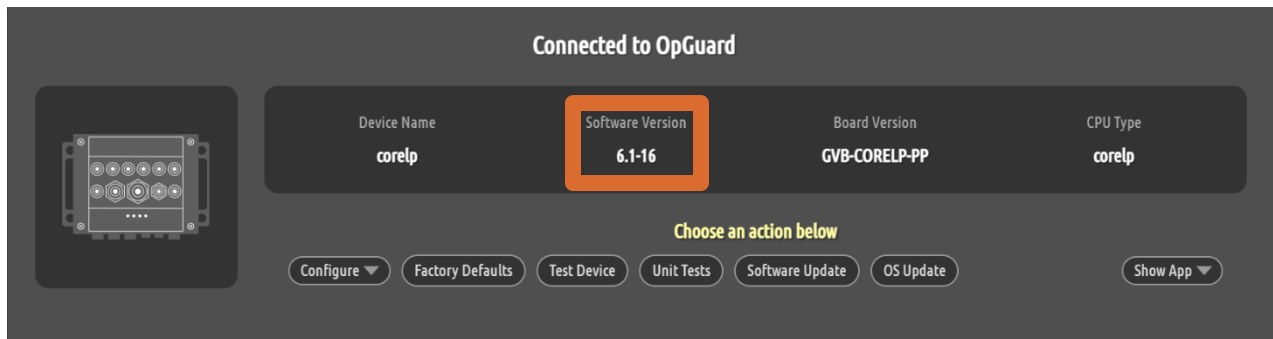 Connected to OpGuard
Device Name
corelp
Software Version
6.1-16
Board Version
GVB-CORELP-PP
CPU Type
corelp
Choose an action below
Configure
Factory Defaults
Test Device
Unit Tests
Software Update
OS Update
Show App